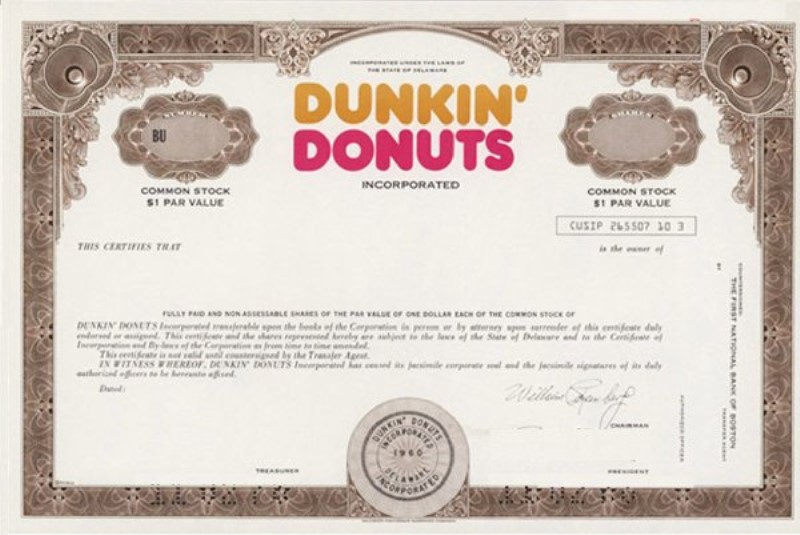 INCORPORATED UNDER THE LAWS OF
THE STATE OF DELAWARE
DUNKIN'
DONUTS
INCORPORATED
NUMBER
BU
SHARES
COMMON STOCK
$1 PAR VALUE
COMMON STOCK
$1 PAR VALUE
CUSIP 265507 10 3
THIS CERTIFIES THAT
is the owner of
FULLY PAID AND NON-ASSESSABLE SHARES OF THE PAR VALUE OF ONE DOLLAR EACH OF THE COMMON STOCK OF
DUNKIN' DONUTS Incorporated transferable upon the books of the Corporation in person or by attorney upon surrender of this certificate duly
endorsed or assigned. This certificate and the shares represented hereby are subject to the laws of the State of Delaware and to the Certificate of
Incorporation and By-laws of the Corporation as from time to time amended.
This certificate is not valid until countersigned by the Transfer Agent.
IN WITNESS WHEREOF, DUNKIN' DONUTS Incorporated has caused its facsimile corporate seal and the facsimile signatures of its duly
authorized officers to be hereunto affixed.
Dated:
William Rosenberg
CHAIRMAN
TREASURER
PRESIDENT
DUNKIN' DONUTS
INCORPORATED
1960
DELAWARE
INCORPORATED
COUNTERSIGNED:
THE FIRST NATIONAL BANK OF BOSTON
TRANSFER AGENT
BY
AUTHORIZED OFFICER